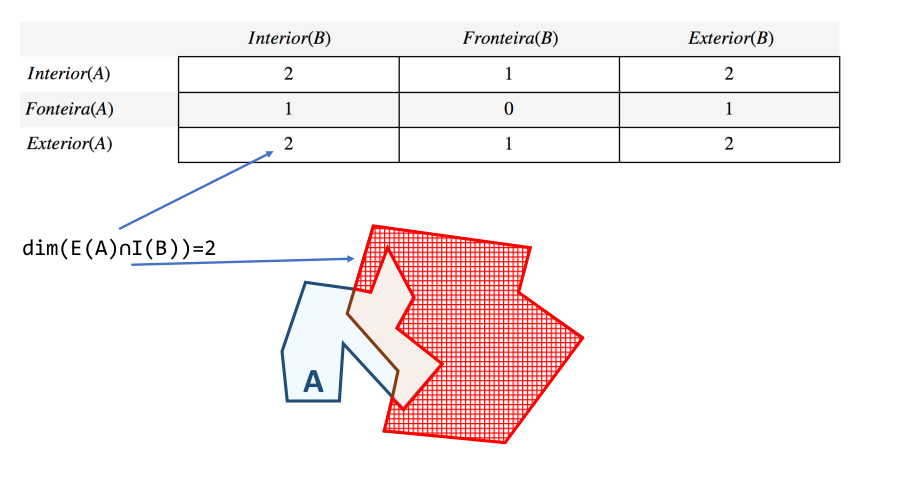 Interior(B) Fronteira(B) Exterior(B)
Interior(A) 2 1 2
Fonteira(A) 1 0 1
Exterior(A) 2 1 2
dim(E(A)∩I(B))=2
A